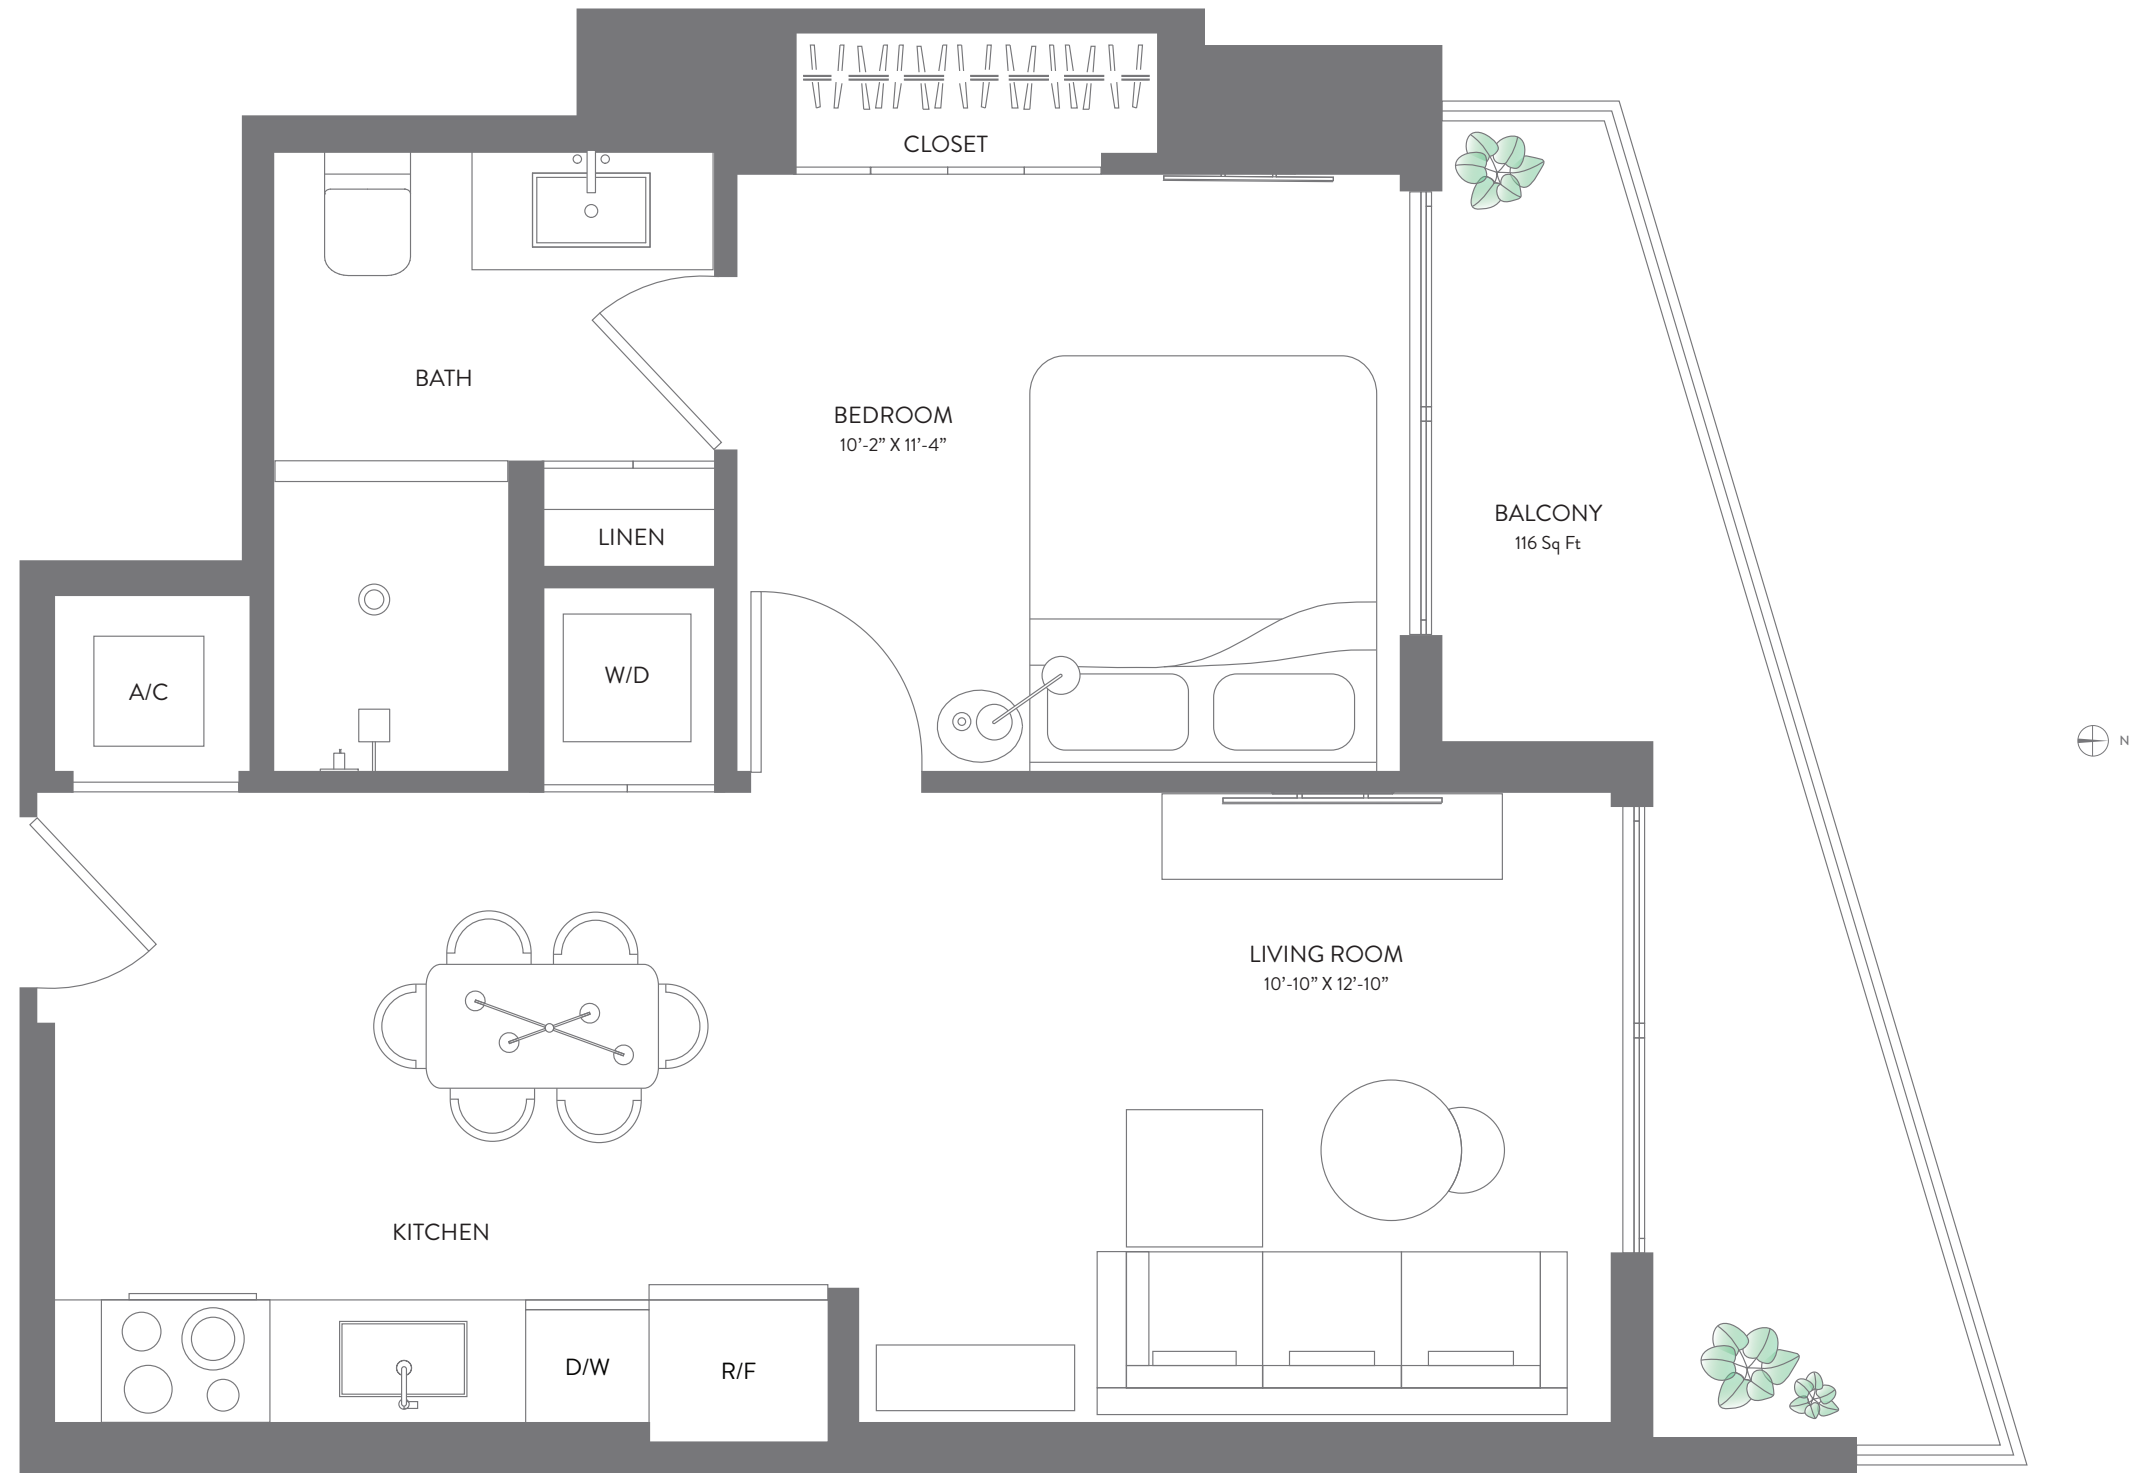 CLOSET
BATH
BEDROOM
10’-2” X 11’-4”
BALCONY
116 Sq Ft
LINEN
W/D
A/C
N
LIVING ROOM
10’-10” X 12’-10”
KITCHEN
D/W
R/F